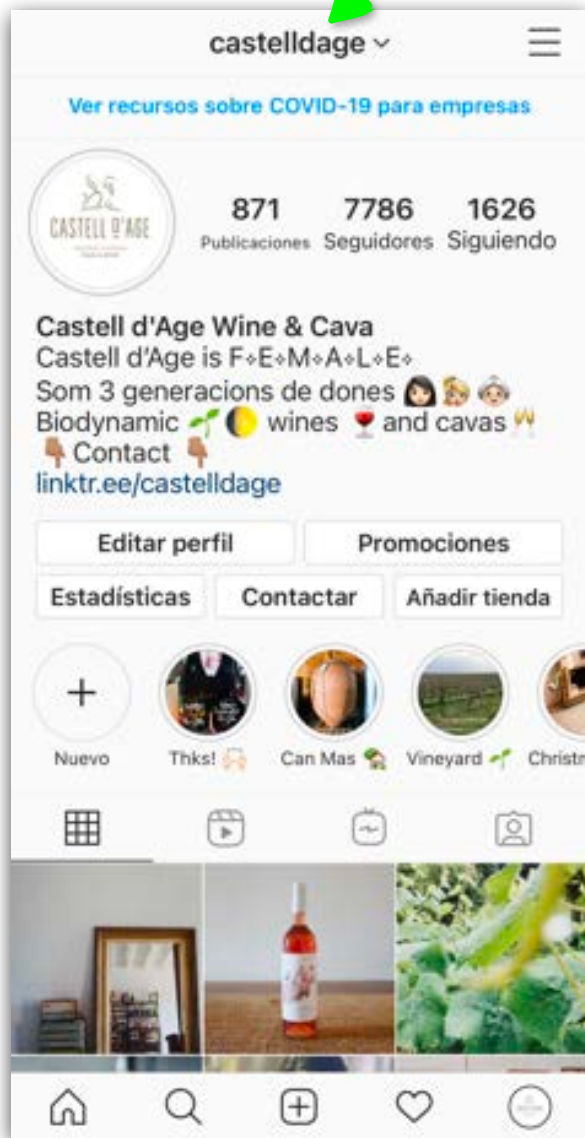 castelldage
Ver recursos sobre COVID-19 para empresas
CASTELL D'AGE
871 7786 1626
Publicaciones Seguidores Siguiendo
Castell d'Age Wine & Cava
Castell d'Age is F⋄E⋄M⋄A⋄L⋄E⋄
Som 3 generacions de dones 👩🏻👧🏼👵🏼
Biodynamic 🌱🌓 wines 🍷 and cavas 🥂
👇🏽 Contact 👇🏽
linktr.ee/castelldage
Editar perfil Promociones
Estadísticas Contactar Añadir tienda
Nuevo Thks! Can Mas 🏡 Vineyard 🌱 Christm